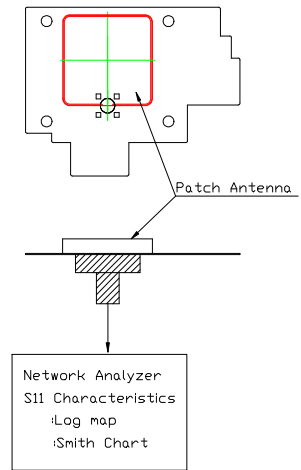 Patch Antenna
Network Analyzer
S11 Characteristics
:Log map
:Smith Chart